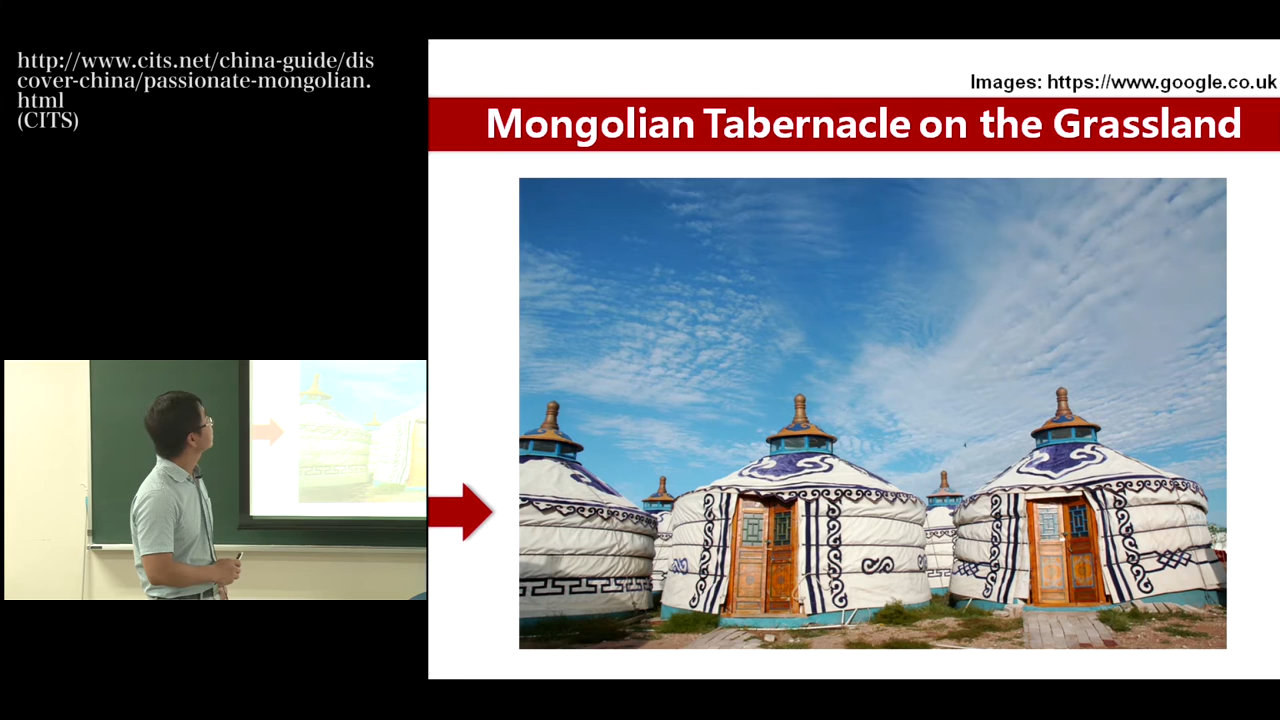 http://www.cits.net/china-guide/dis
cover-china/passionate-mongolian.
html
(CITS)
Images: https://www.google.co.uk
Mongolian Tabernacle on the Grassland